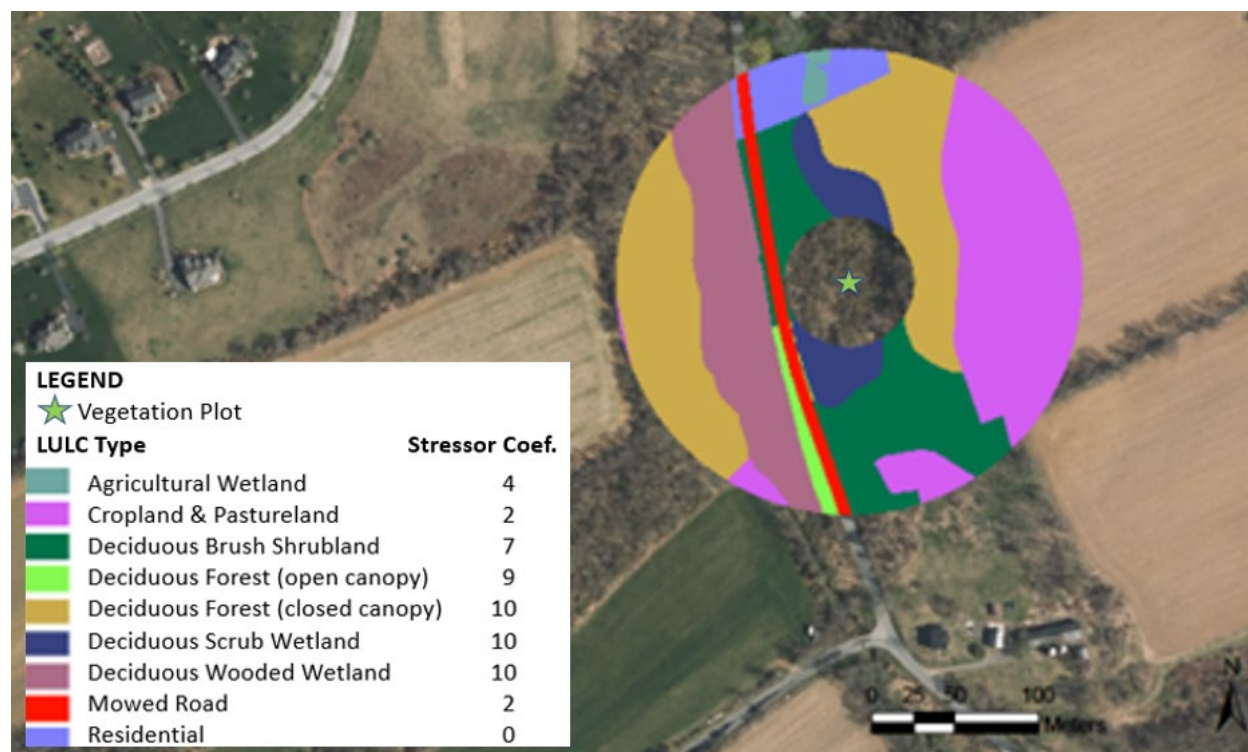 LEGEND
Vegetation Plot
LULC Type Stressor Coef.
Agricultural Wetland 4
Cropland & Pastureland 2
Deciduous Brush Shrubland 7
Deciduous Forest (open canopy) 9
Deciduous Forest (closed canopy) 10
Deciduous Scrub Wetland 10
Deciduous Wooded Wetland 10
Mowed Road 2
Residential 0
N
0 25 50 100
Meters